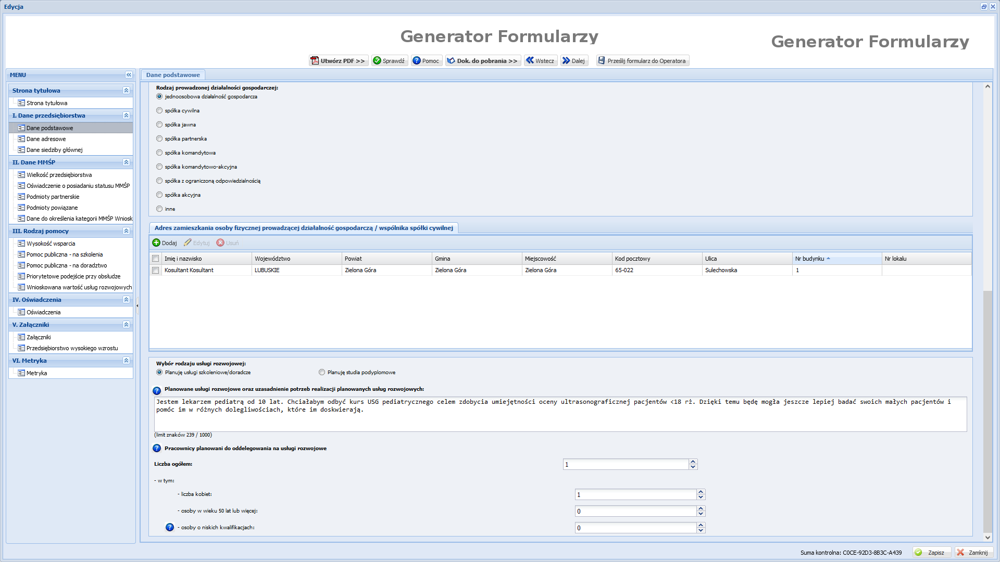 Edycja
Generator Formularzy
Generator Formularzy
Utwórz PDF >> Sprawdź Pomoc Dok. do pobrania >> Wstecz Dalej Prześlij formularz do Operatora
MENU
Strona tytułowa
Strona tytułowa
I. Dane przedsiębiorstwa
Dane podstawowe
Dane adresowe
Dane siedziby głównej
II. Dane MMŚP
Wielkość przedsiębiorstwa
Oświadczenie o posiadaniu statusu MMŚP
Podmioty partnerskie
Podmioty powiązane
Dane do określenia kategorii MMŚP Wniosk
III. Rodzaj pomocy
Wysokość wsparcia
Pomoc publiczna - na szkolenia
Pomoc publiczna - na doradztwo
Priorytetowe podejście przy obsłudze
Wnioskowana wartość usług rozwojowych
IV. Oświadczenia
Oświadczenia
V. Załączniki
Załączniki
Przedsiębiorstwo wysokiego wzrostu
VI. Metryka
Metryka
Dane podstawowe
Rodzaj prowadzonej działalności gospodarczej:
jednoosobowa działalność gospodarcza
spółka cywilna
spółka jawna
spółka partnerska
spółka komandytowa
spółka komandytowo-akcyjna
spółka z ograniczoną odpowiedzialnością
spółka akcyjna
inne
Adres zamieszkania osoby fizycznej prowadzącej działalność gospodarczą / wspólnika spółki cywilnej
Dodaj Edytuj Usuń
Imię i nazwisko Województwo Powiat Gmina Miejscowość Kod pocztowy Ulica Nr budynku Nr lokalu
Kosultant Kosultant LUBUSKIE Zielona Góra Zielona Góra Zielona Góra 65-022 Sulechowska 1
Wybór rodzaju usługi rozwojowej:
Planuję usługi szkoleniowe/doradcze Planuję studia podyplomowe
Planowane usługi rozwojowe oraz uzasadnienie potrzeb realizacji planowanych usług rozwojowych:
Jestem lekarzem pediatrą od 10 lat. Chciałabym odbyć kurs USG pediatrycznego celem zdobycia umiejętności oceny ultrasonograficznej pacjentów <18 rż. Dzięki temu będę mogła jeszcze lepiej badać swoich małych pacjentów i
pomóc im w różnych dolegliwościach, które im doskwierają.
(limit znaków 239 / 1000)
Pracownicy planowani do oddelegowania na usługi rozwojowe
Liczba ogółem: 1
- w tym:
- liczba kobiet: 1
- osoby w wieku 50 lat lub więcej: 0
- osoby o niskich kwalifikacjach: 0
Suma kontrolna: C0CE-92D3-8B3C-A439 Zapisz Zamknij